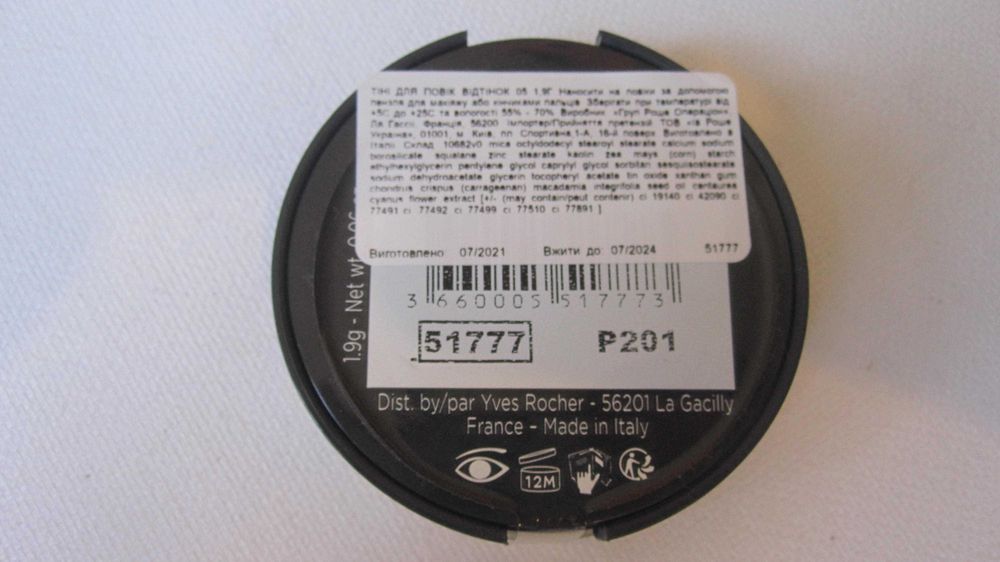 ТІНІ ДЛЯ ПОВІК ВІДТІНОК 05 1,9Г Наносити на повіки за допомогою
пензля для макіяжу або кінчиками пальців. Зберігати при температурі від
+5С до +25С та вологості 55% - 70% Виробник «Груп Роше Операціон»
Ля Гасії, Франція, 56200 Імпортер/Прийняття претензій ТОВ «Ів Роше
Україна», 01001, м. Київ, пл. Спортивна,1-А, 16-й поверх Виготовлено в
Італії Склад 10682v0 mica octyldodecyl stearoyl stearate calcium sodium
borosilicate squalane zinc stearate kaolin zea mays (corn) starch
ethylhexylglycerin pentylene glycol caprylyl glycol sorbitan sesquiisostearate
sodium dehydroacetate glycerin tocopheryl acetate tin oxide xanthan gum
chondrus crispus (carrageenan) macadamia integrifolia seed oil centaurea
cyanus flower extract [+/- (may contain/peut contenir) ci 19140 ci 42090 ci
77491 ci 77492 ci 77499 ci 77510 ci 77891 ]
Виготовлено 07/2021 Вжити до 07/2024 51777
1.9g - Net wt.
3 660005 517773
51777 P201
Dist. by/par Yves Rocher - 56201 La Gacilly
France - Made in Italy
12M